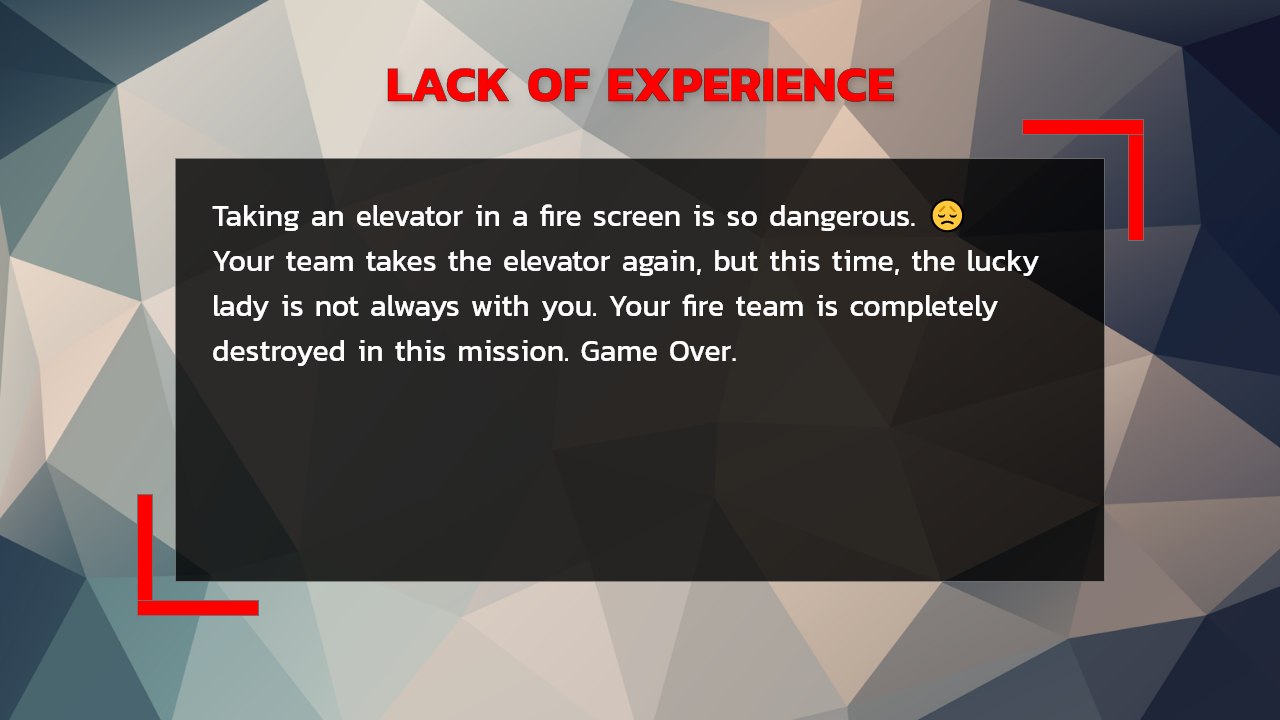 LACK OF EXPERIENCE
Taking an elevator in a fire screen is so dangerous. 😔
Your team takes the elevator again, but this time, the lucky
lady is not always with you. Your fire team is completely
destroyed in this mission. Game Over.